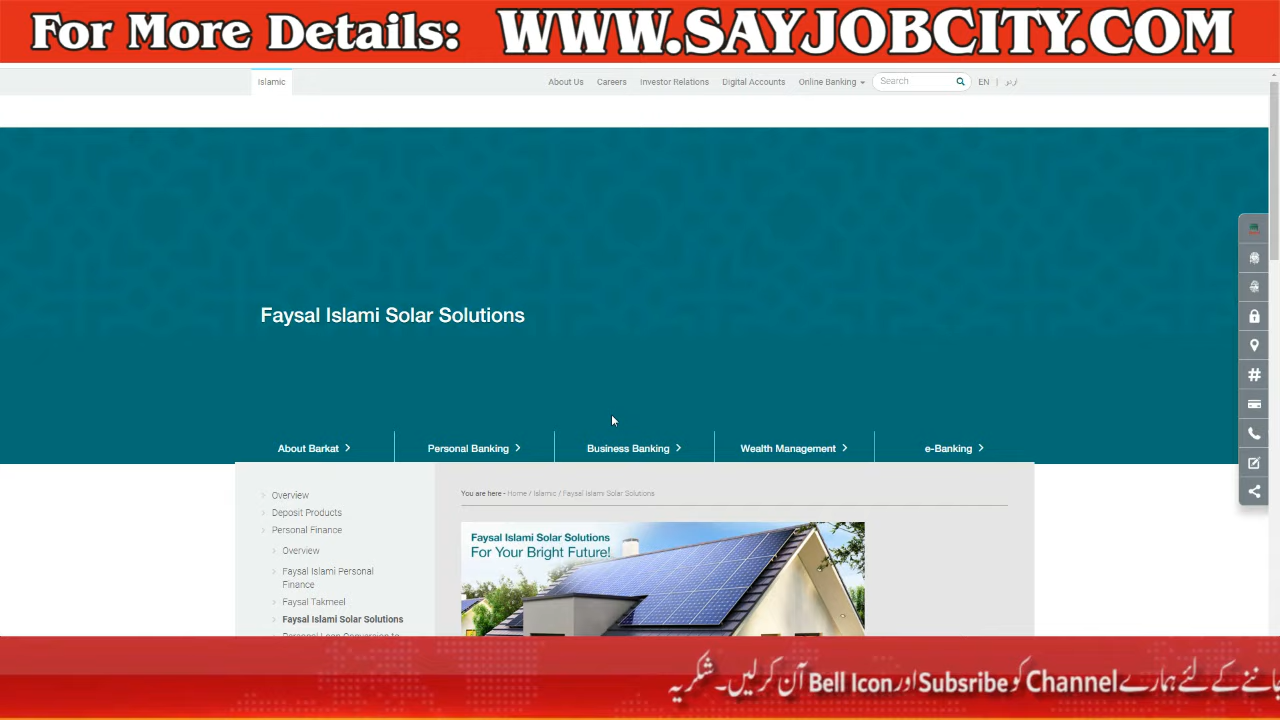 For More Details: WWW.SAYJOBCITY.COM
Islamic
About Us Careers Investor Relations Digital Accounts Online Banking Search EN | اردو
Faysal Islami Solar Solutions
About Barkat Personal Banking Business Banking Wealth Management e-Banking
Overview
Deposit Products
Personal Finance
Overview
Faysal Islami Personal
Finance
Faysal Takmeel
Faysal Islami Solar Solutions
You are here - Home / Islamic / Faysal Islami Solar Solutions
Faysal Islami Solar Solutions
For Your Bright Future!
جاننے کے لئے ہمارے Channel کو Subsribe اور Bell Icon آن کرلیں۔ شکریہ